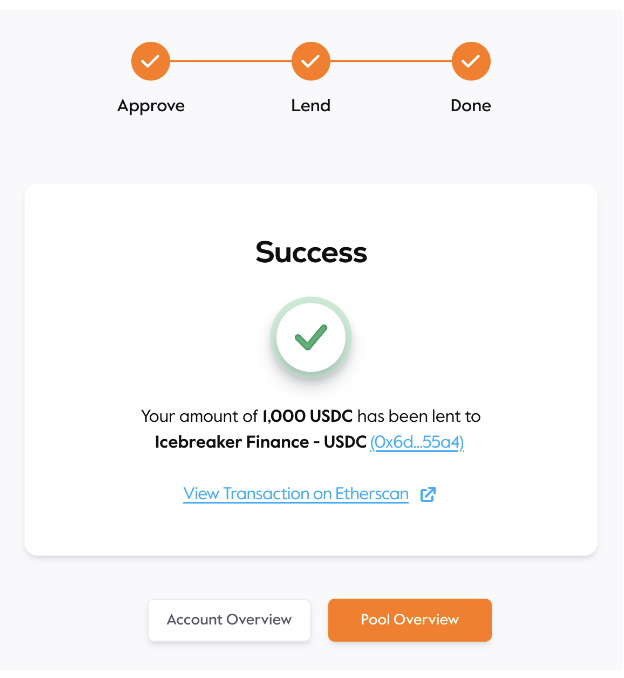 Approve Lend Done
Success
Your amount of 1,000 USDC has been lent to
Icebreaker Finance - USDC (0x6d...55a4)
View Transaction on Etherscan
Account Overview Pool Overview